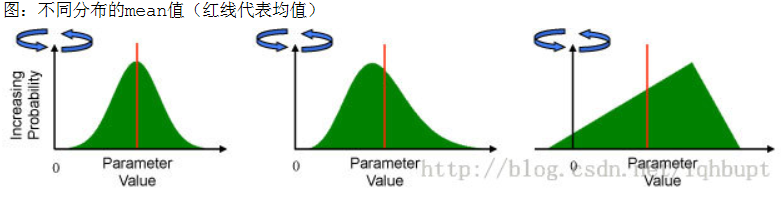 图：不同分布的mean值（红线代表均值）
Increasing
Probability
0
Parameter
Value
0
Parameter
Value
0
Parameter
Value
http://blog.csdn.net/fqhbupt